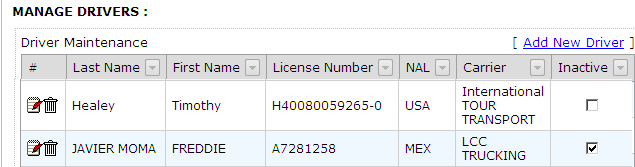 MANAGE DRIVERS :
Driver Maintenance [ Add New Driver ]
# Last Name First Name License Number NAL Carrier Inactive
Healey Timothy H40080059265-0 USA International
TOUR
TRANSPORT
JAVIER MOMA FREDDIE A7281258 MEX LCC
TRUCKING